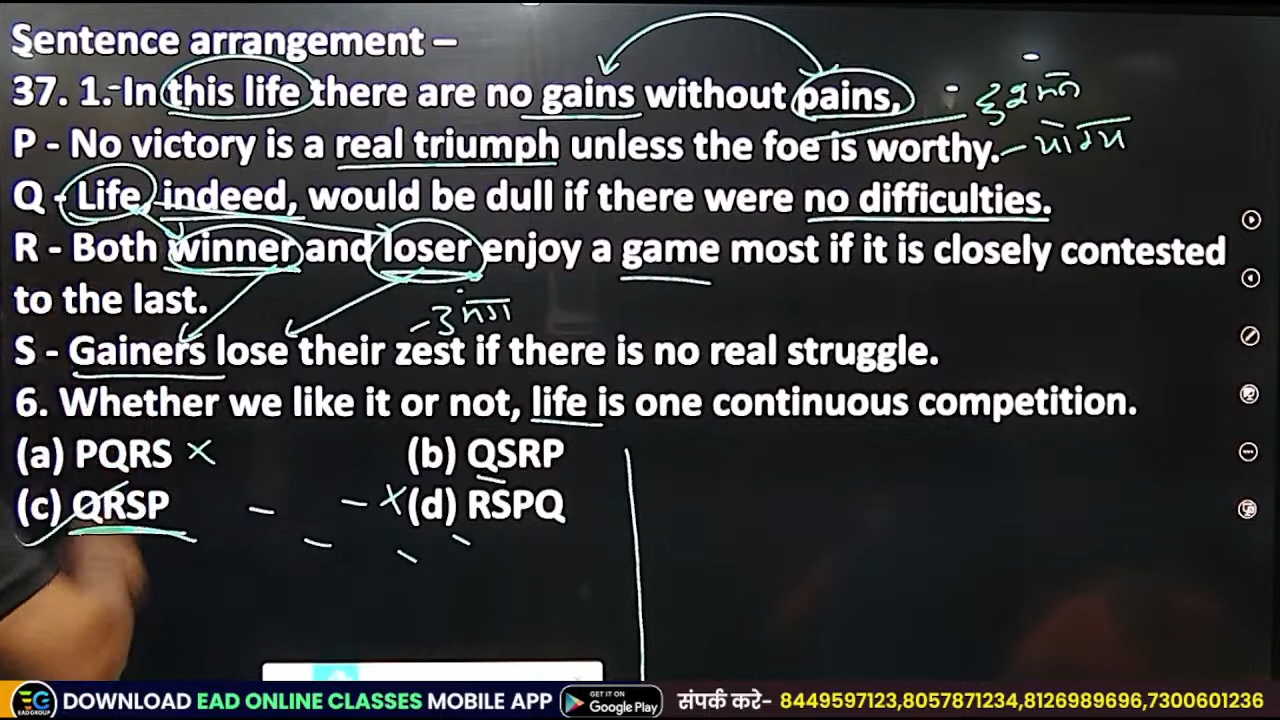 Sentence arrangement –
37. 1.-In this life there are no gains without pains,
P - No victory is a real triumph unless the foe is worthy.
Q - Life, indeed, would be dull if there were no difficulties.
R - Both winner and loser enjoy a game most if it is closely contested
to the last.
S - Gainers lose their zest if there is no real struggle.
6. Whether we like it or not, life is one continuous competition.
(a) PQRS (b) QSRP
(c) QRSP (d) RSPQ
EG
EAD GROUP
DOWNLOAD EAD ONLINE CLASSES MOBILE APP
GET IT ON
Google Play
संपर्क करे- 8449597123,8057871234,8126989696,7300601236